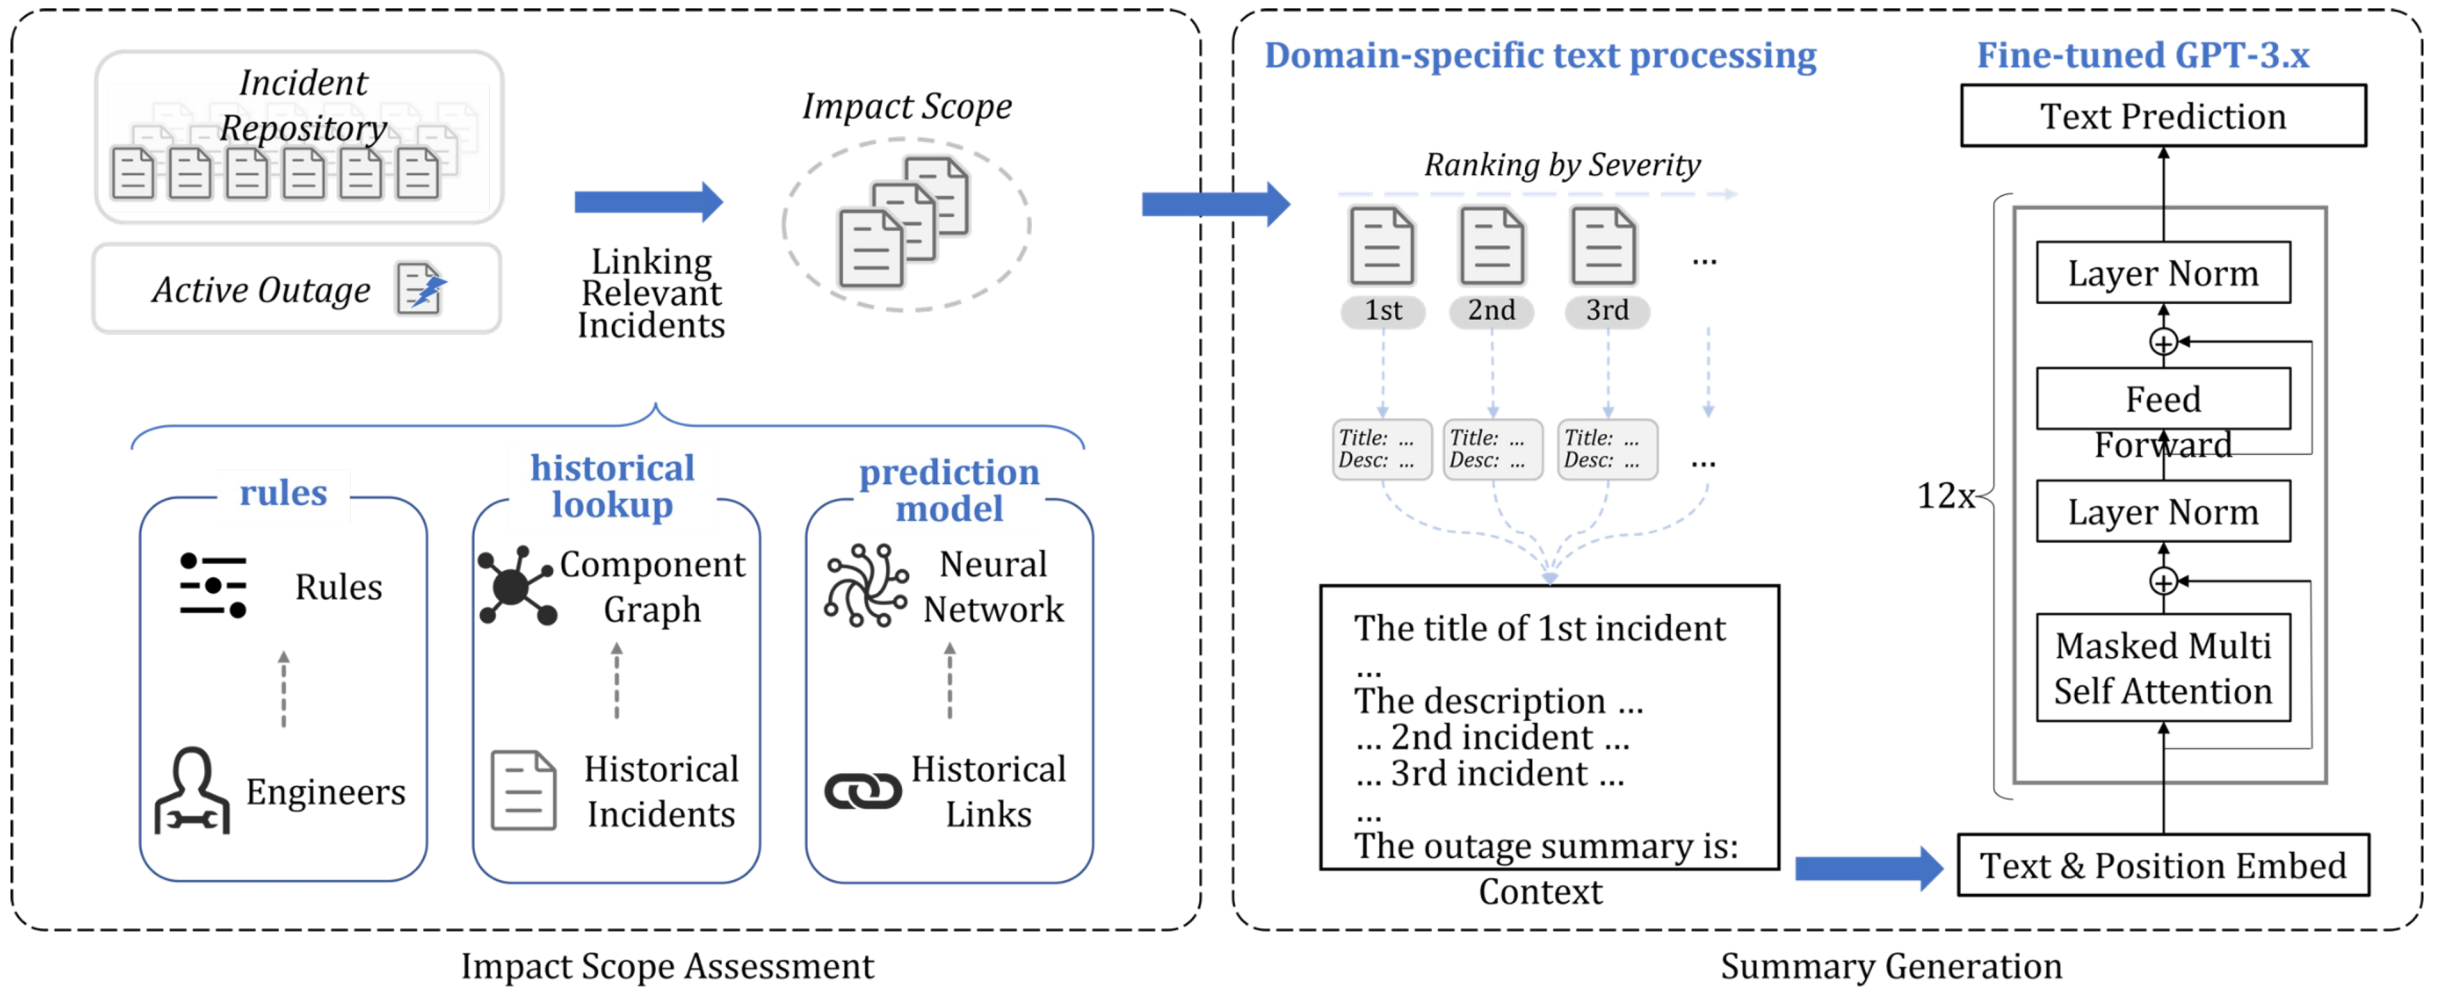 Incident
Repository
Active Outage
Linking
Relevant
Incidents
Impact Scope
rules
Rules
Engineers
historical
lookup
Component
Graph
Historical
Incidents
prediction
model
Neural
Network
Historical
Links
Impact Scope Assessment
Domain-specific text processing
Ranking by Severity
...
1st
2nd
3rd
Title: ...
Desc: ...
Title: ...
Desc: ...
Title: ...
Desc: ...
...
The title of 1st incident
...
The description ...
... 2nd incident ...
... 3rd incident ...
...
The outage summary is:
Context
Fine-tuned GPT-3.x
Text Prediction
Layer Norm
Feed
Forward
12x
Layer Norm
Masked Multi
Self Attention
Text & Position Embed
Summary Generation